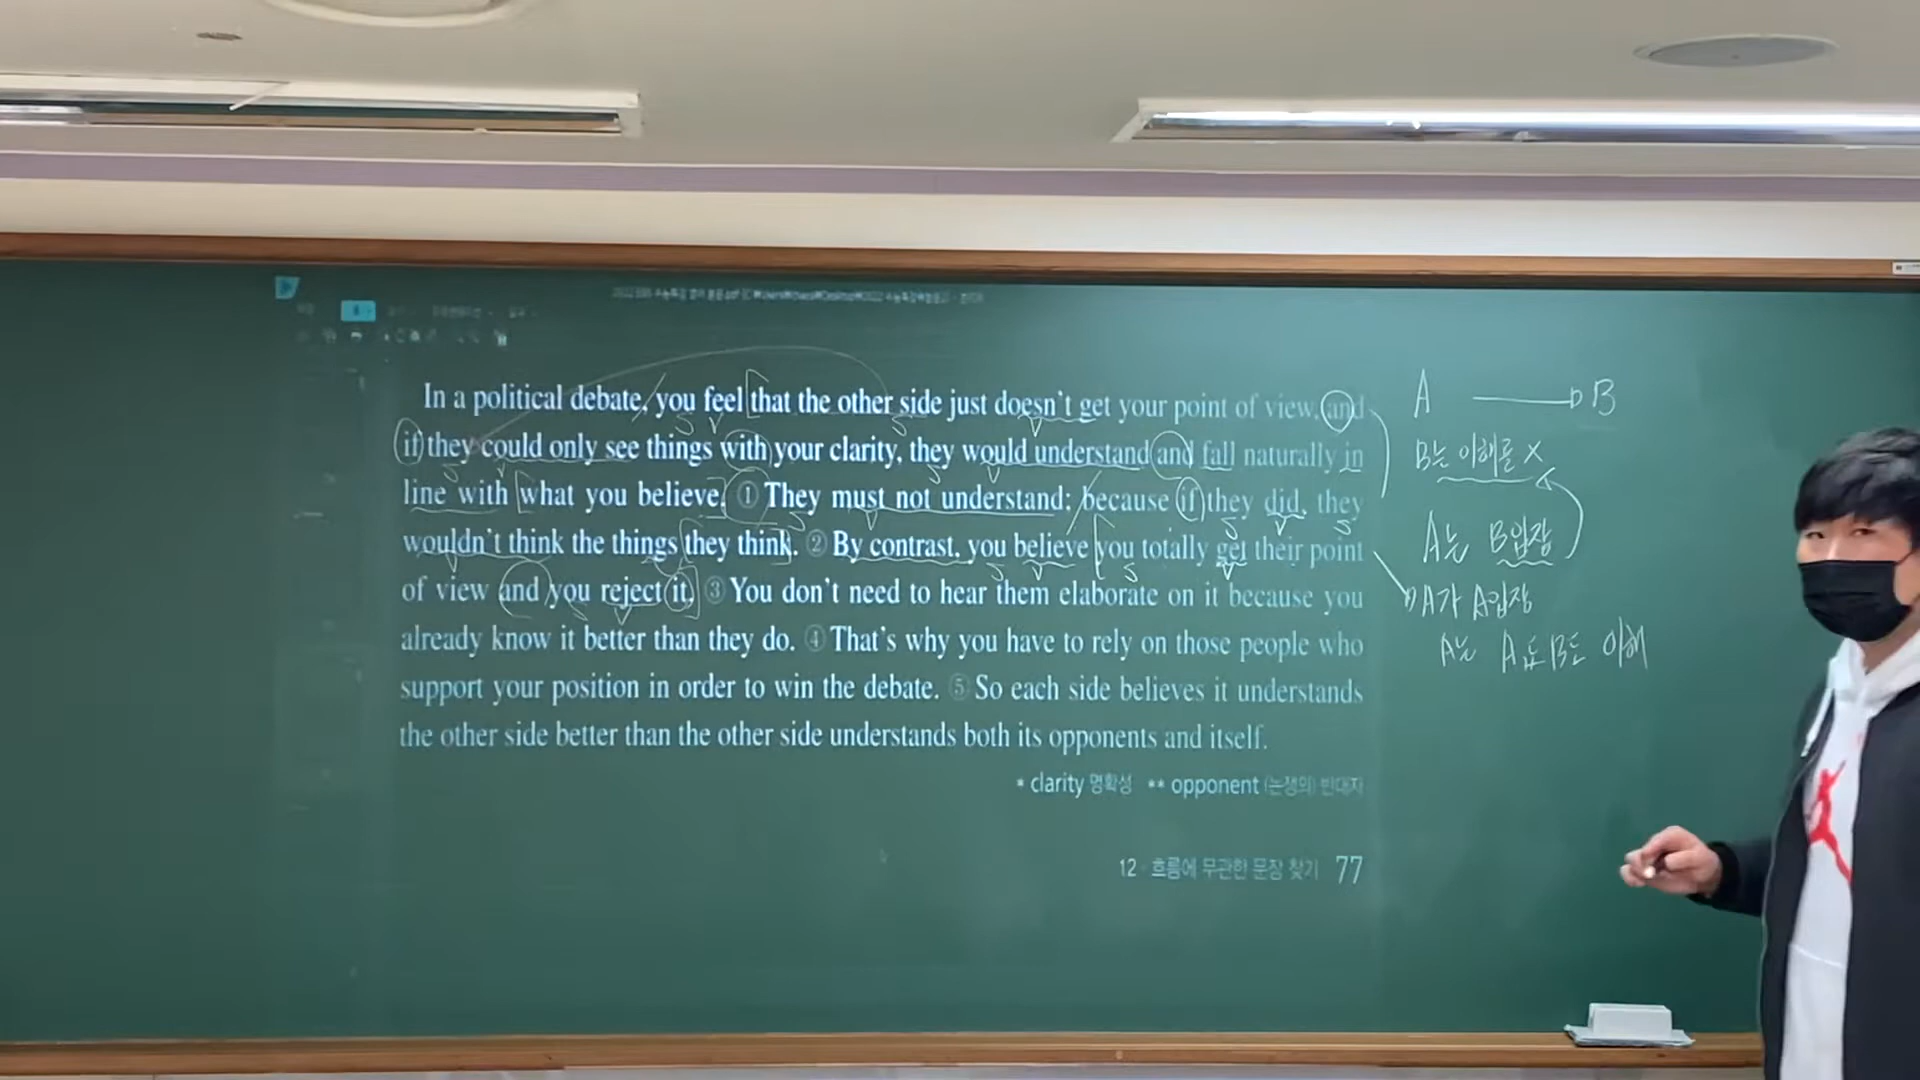 In a political debate, you feel that the other side just doesn't get your point of view, and
if they could only see things with your clarity, they would understand and fall naturally in
line with what you believe. ① They must not understand: because if they did, they
wouldn't think the things they think. ② By contrast, you believe you totally get their point
of view and you reject it. ③ You don't need to hear them elaborate on it because you
already know it better than they do. ④ That's why you have to rely on those people who
support your position in order to win the debate. ⑤ So each side believes it understands
the other side better than the other side understands both its opponents and itself.
* clarity 명확성 ** opponent (논쟁의) 반대자
12 · 흐름에 무관한 문장 찾기 77
A B
B는 이해를 X
A는 B입장
A가 A입장
A는 A도 B도 이해
S V S V
S V S V
S V S V S
V S V S V
S V